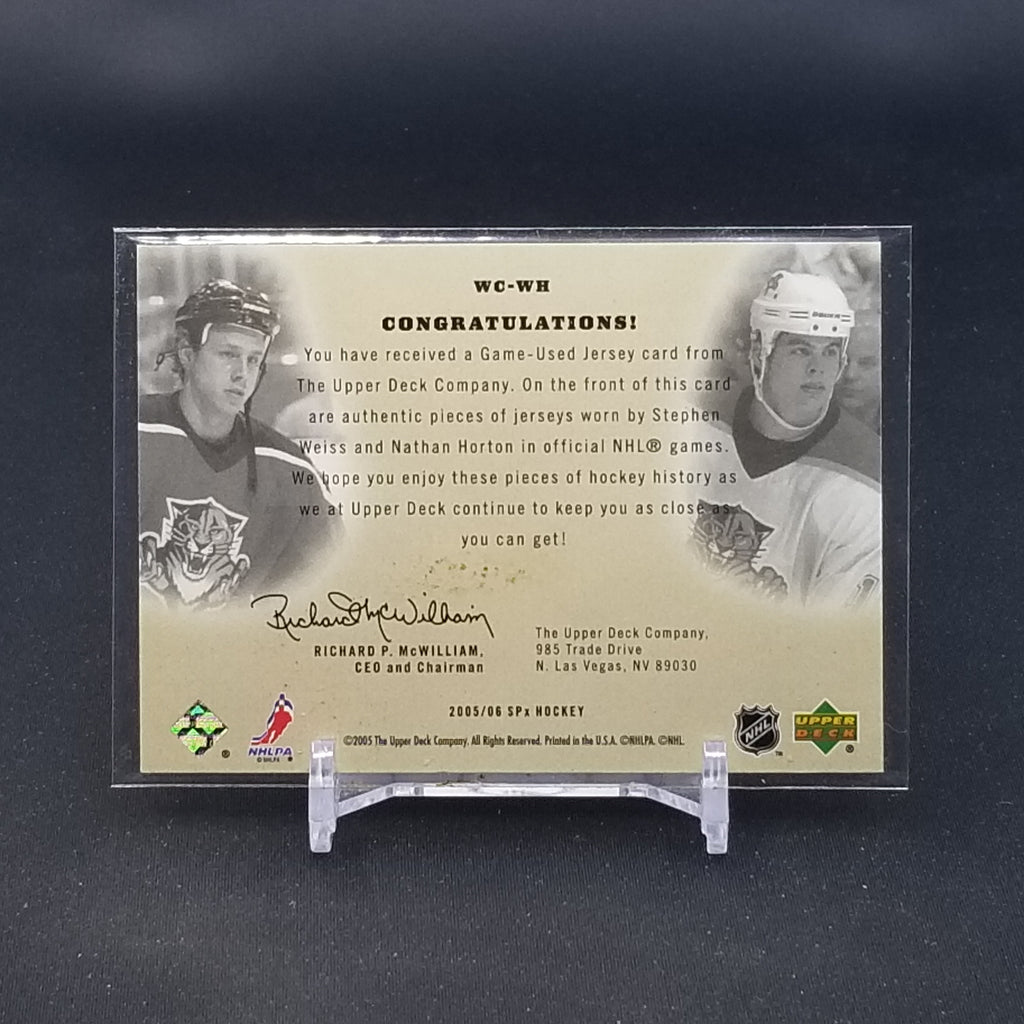 WC-WH
CONGRATULATIONS!
You have received a Game-Used Jersey card from
The Upper Deck Company. On the front of this card
are authentic pieces of jerseys worn by Stephen
Weiss and Nathan Horton in official NHL® games.
We hope you enjoy these pieces of hockey history as
we at Upper Deck continue to keep you as close as
you can get!
Richard P McWilliam
RICHARD P. McWILLIAM,
CEO and Chairman
The Upper Deck Company,
985 Trade Drive
N. Las Vegas, NV 89030
2005/06 SPx HOCKEY
®
NHLPA
© NHLPA ®
©2005 The Upper Deck Company. All Rights Reserved. Printed in the U.S.A. ©NHLPA. ©NHL.
NHL
TM
UPPER
DECK
®